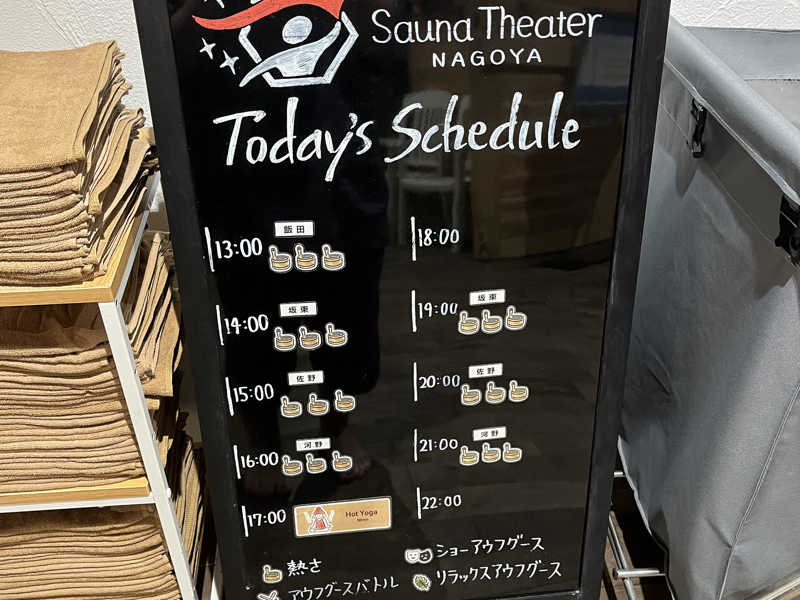 Sauna Theater
NAGOYA
Today's Schedule
13:00 飯田
14:00 坂東
15:00 佐野
16:00 河野
17:00 Hot Yoga
18:00
19:00 坂東
20:00 佐野
21:00 河野
22:00
熱さ
アウフグースバトル
ショーアウフグース
リラックスアウフグース